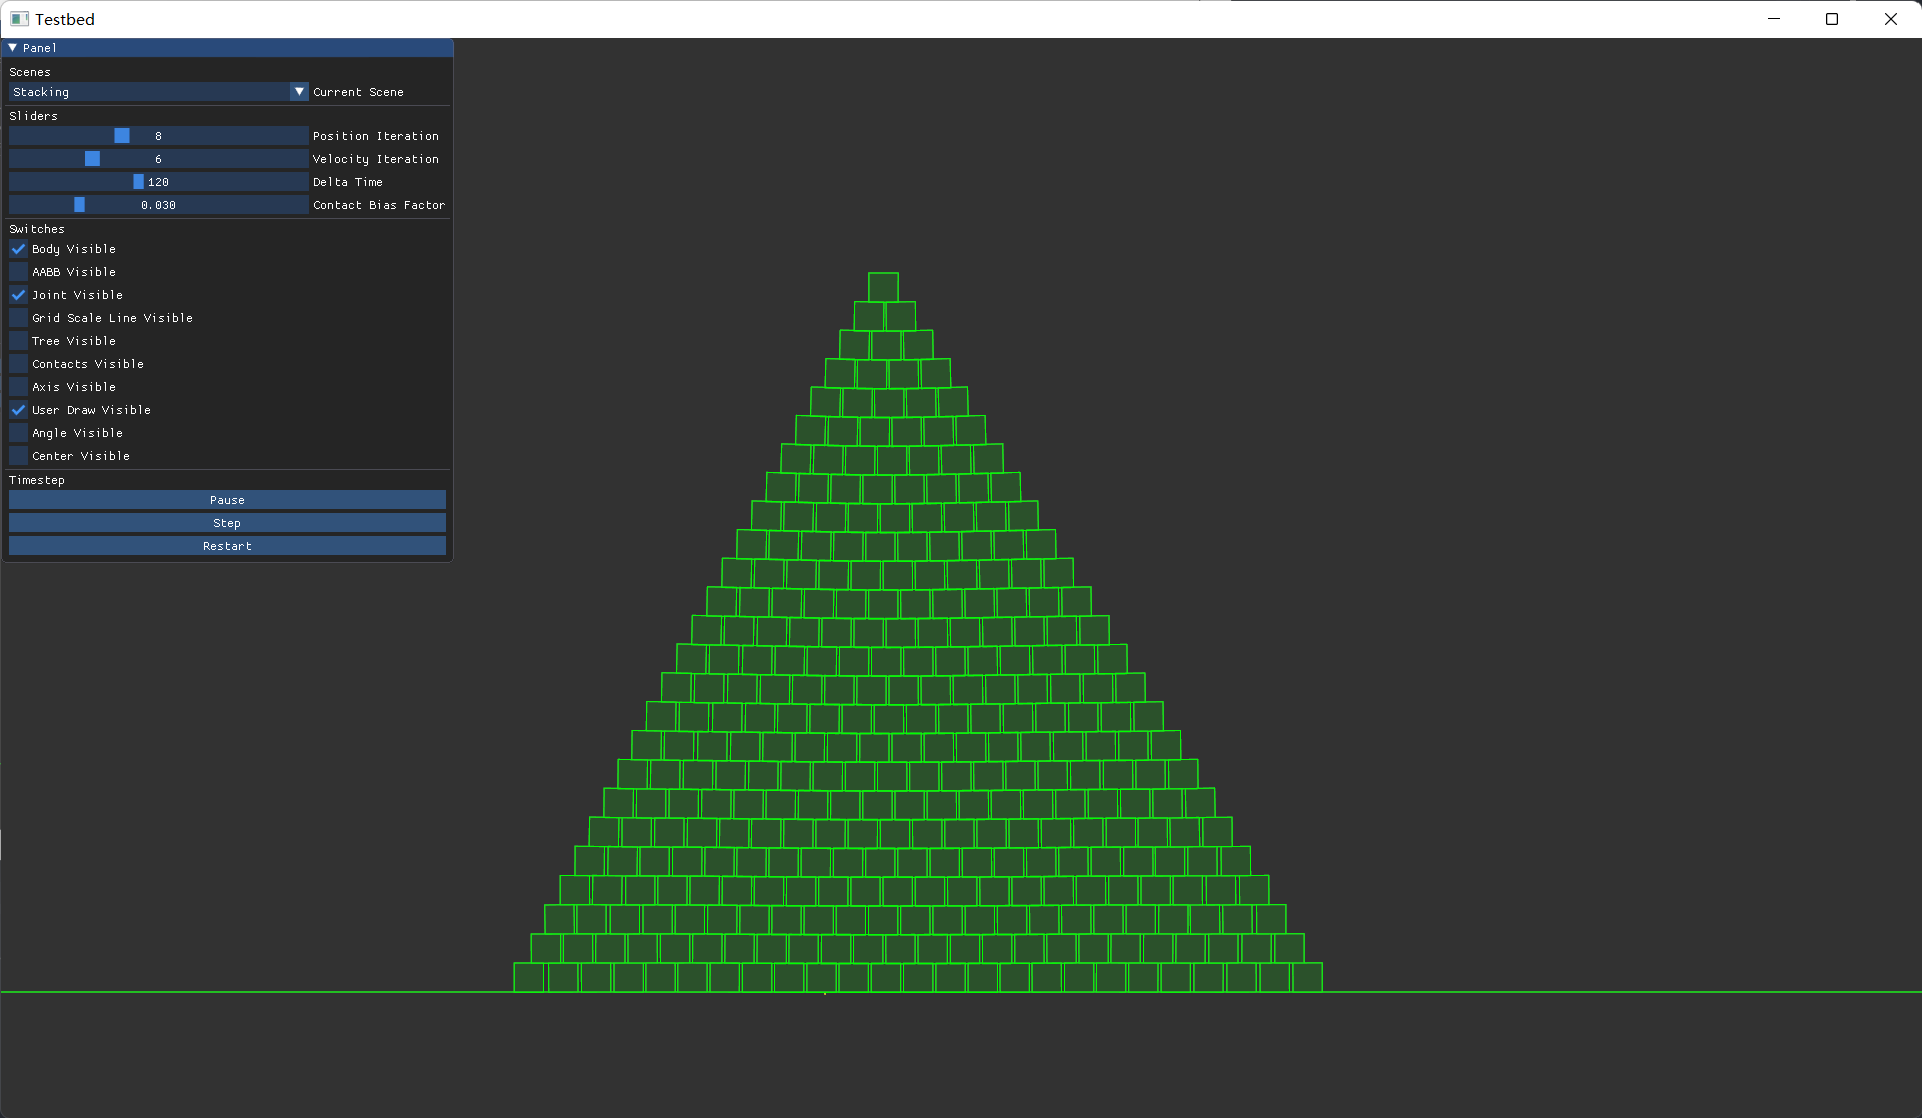 Testbed
Panel
Scenes
Stacking Current Scene
Sliders
8 Position Iteration
6 Velocity Iteration
120 Delta Time
0.030 Contact Bias Factor
Switches
Body Visible
AABB Visible
Joint Visible
Grid Scale Line Visible
Tree Visible
Contacts Visible
Axis Visible
User Draw Visible
Angle Visible
Center Visible
Timestep
Pause
Step
Restart